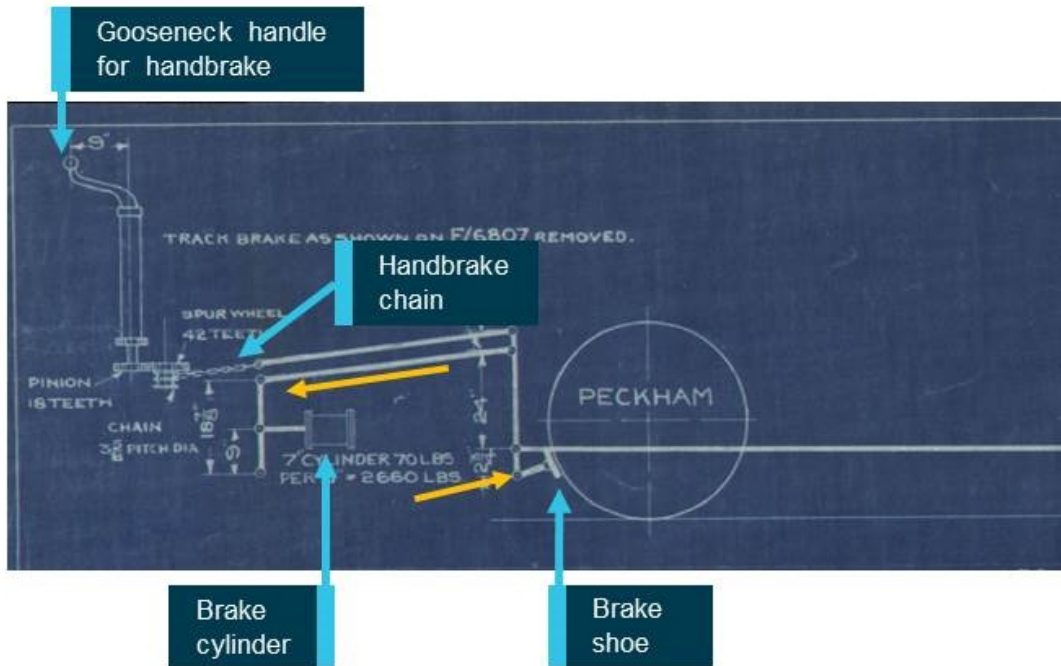 Gooseneck handle
for handbrake
9"
TRACK BRAKE AS SHOWN ON F/6807 REMOVED.
Handbrake
chain
SPUR WHEEL
42 TEETH
PINION
18 TEETH
PECKHAM
CHAIN
PITCH DIA
9"
24"
7" CYLINDER 70 LBS
PER = 2660 LBS
Brake
cylinder
Brake
shoe